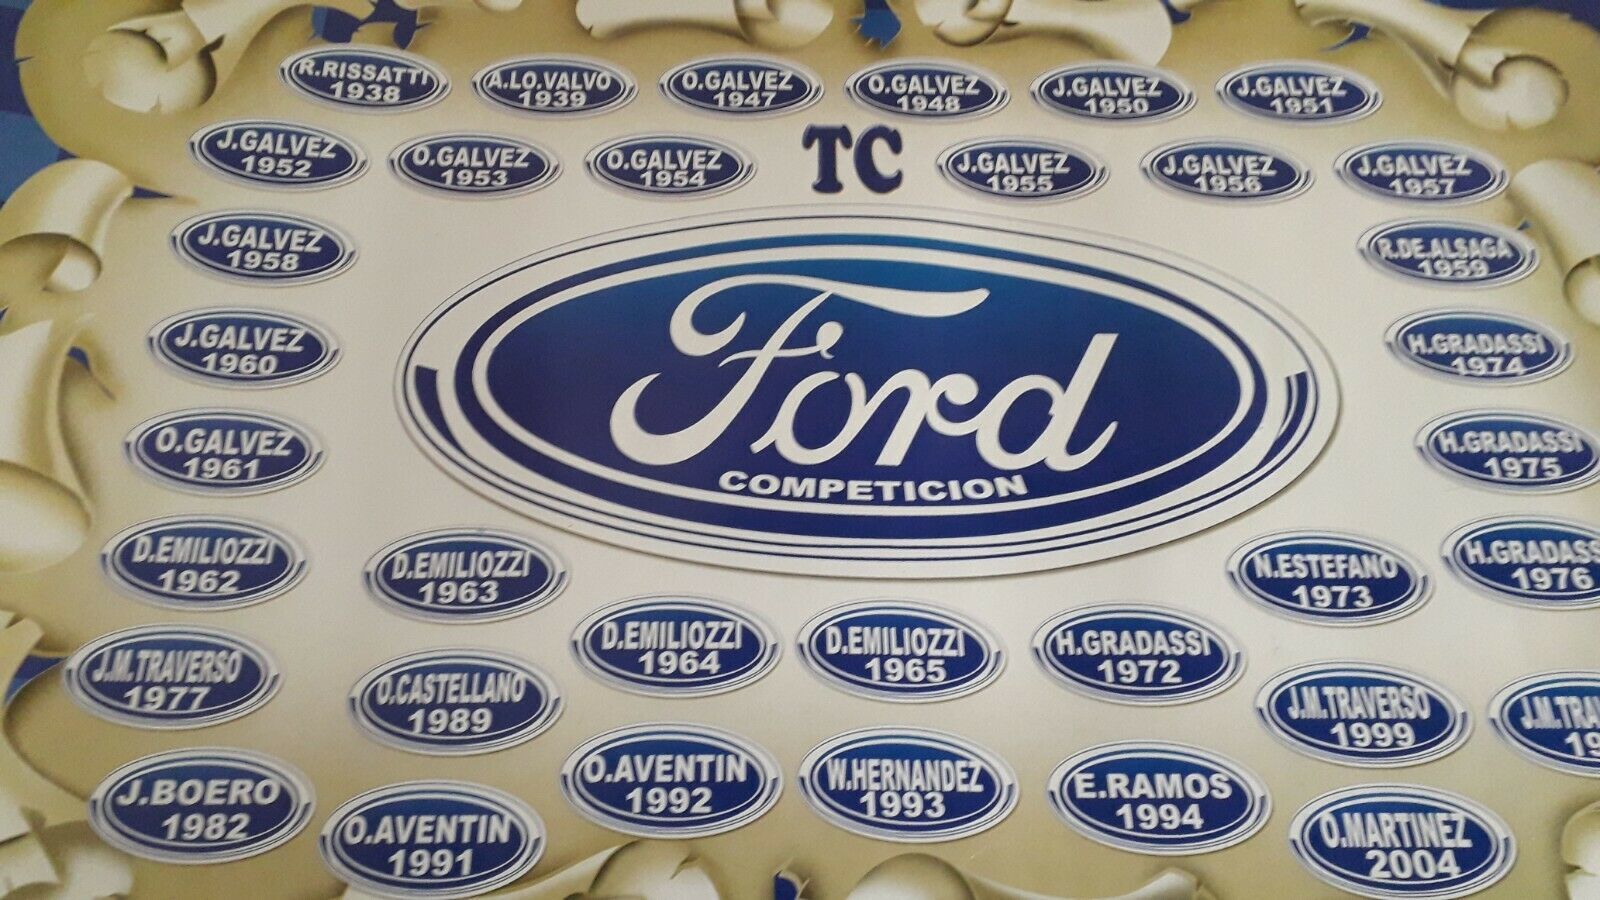 R.RISSATTI
1938
A.LO.VALVO
1939
O.GALVEZ
1947
O.GALVEZ
1948
J.GALVEZ
1950
J.GALVEZ
1951
J.GALVEZ
1952
O.GALVEZ
1953
O.GALVEZ
1954
TC
J.GALVEZ
1955
J.GALVEZ
1956
J.GALVEZ
1957
J.GALVEZ
1958
R.DE.ALSAGA
1959
J.GALVEZ
1960
Ford
COMPETICION
H.GRADASSI
1974
O.GALVEZ
1961
H.GRADASSI
1975
D.EMILIOZZI
1962
D.EMILIOZZI
1963
N.ESTEFANO
1973
H.GRADASS
1976
D.EMILIOZZI
1964
D.EMILIOZZI
1965
H.GRADASSI
1972
J.M.TRAVERSO
1977
O.CASTELLANO
1989
J.M.TRAVERSO
1999
J.M.TRA
19
J.BOERO
1982
O.AVENTIN
1991
O.AVENTIN
1992
W.HERNANDEZ
1993
E.RAMOS
1994
O.MARTINEZ
2004